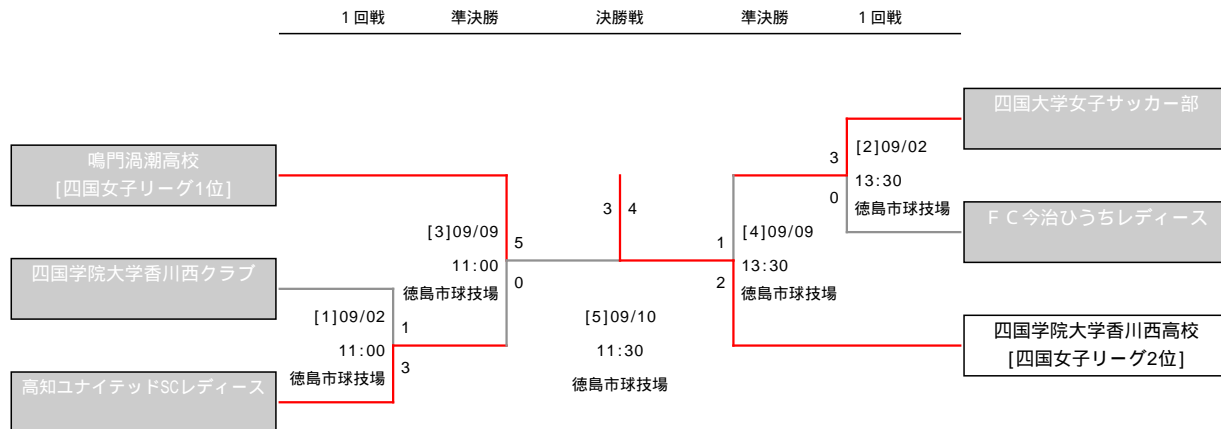 1回戦 準決勝 決勝戦 準決勝 1回戦
四国大学女子サッカー部
鳴門渦潮高校
[四国女子リーグ1位]
3
[2]09/02
13:30
0
徳島市球技場
3 4
ＦＣ今治ひうちレディース
[3]09/09
5
11:00
0
徳島市球技場
1
[4]09/09
13:30
2
徳島市球技場
四国学院大学香川西クラブ
[1]09/02
1
11:00
3
徳島市球技場
[5]09/10
11:30
徳島市球技場
四国学院大学香川西高校
[四国女子リーグ2位]
高知ユナイテッドSCレディース